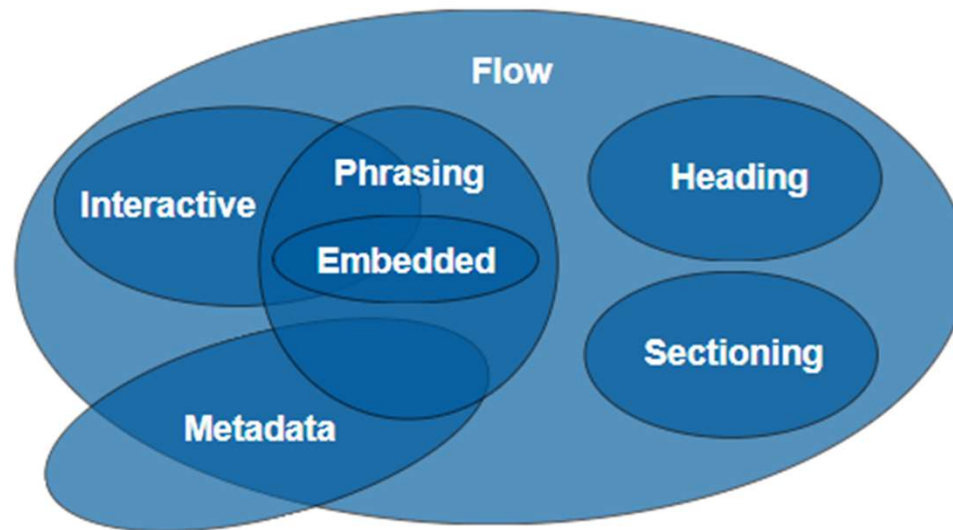 Flow
Phrasing
Heading
Interactive
Embedded
Sectioning
Metadata